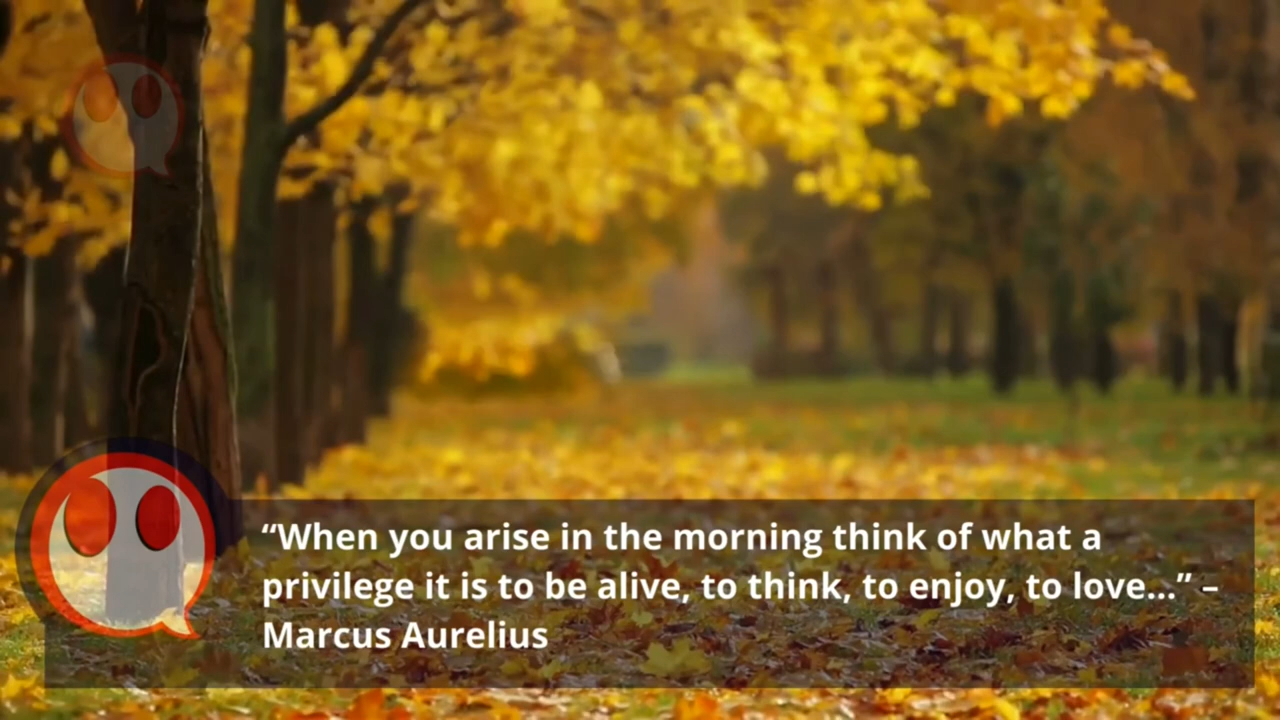 “When you arise in the morning think of what a
privilege it is to be alive, to think, to enjoy, to love...” –
Marcus Aurelius